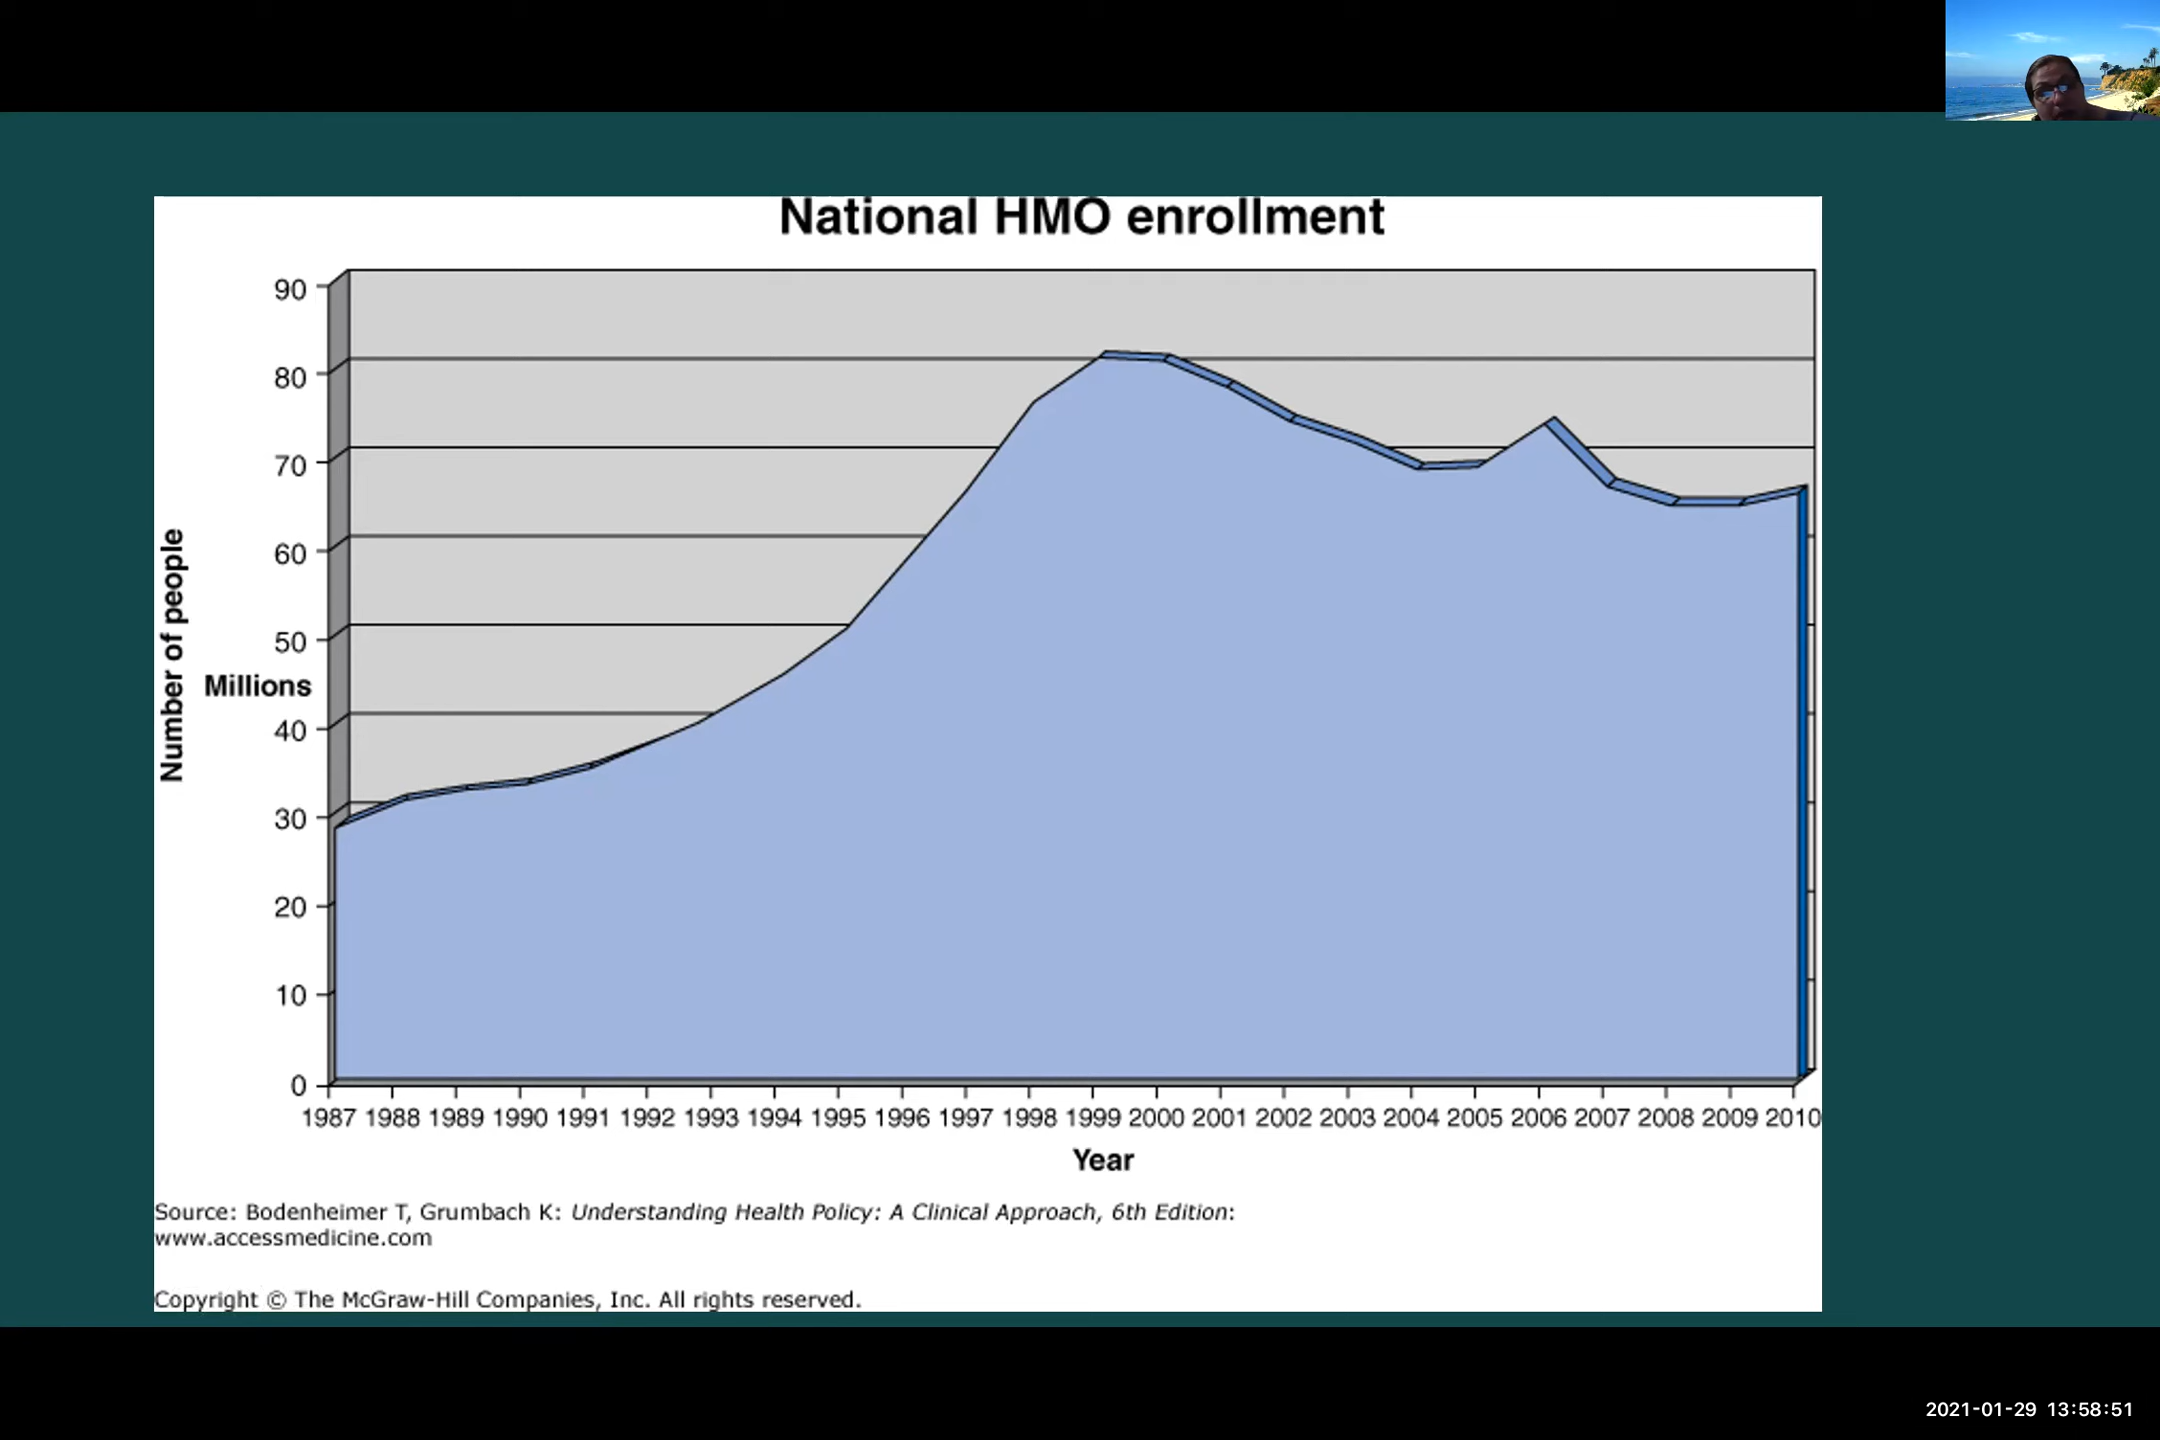 National HMO enrollment
90
80
70
60
50
40
30
20
10
0
Number of people
Millions
1987 1988 1989 1990 1991 1992 1993 1994 1995 1996 1997 1998 1999 2000 2001 2002 2003 2004 2005 2006 2007 2008 2009 2010
Year
Source: Bodenheimer T, Grumbach K: Understanding Health Policy: A Clinical Approach, 6th Edition:
www.accessmedicine.com
Copyright © The McGraw-Hill Companies, Inc. All rights reserved.
2021-01-29 13:58:51